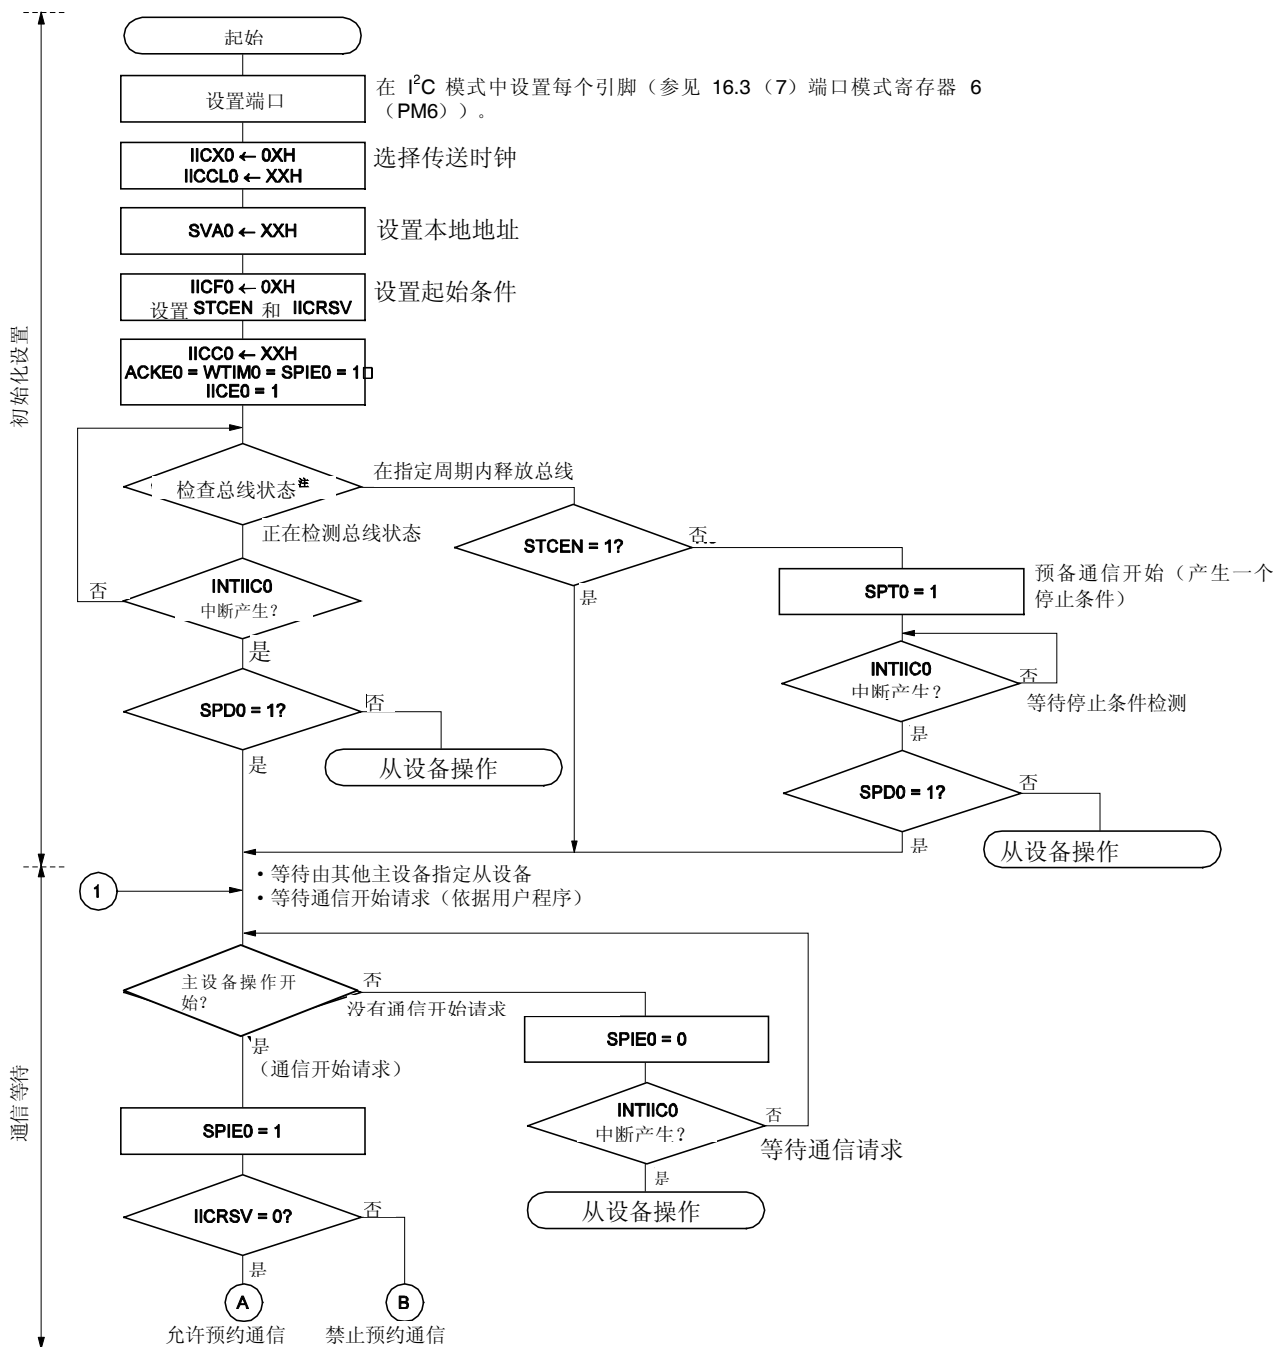 起始
设置端口
在 I²C 模式中设置每个引脚（参见 16.3（7）端口模式寄存器 6
（PM6））。
IICX0 ← 0XH
IICCL0 ← XXH
选择传送时钟
SVA0 ← XXH
设置本地地址
IICF0 ← 0XH
设置 STCEN 和 IICRSV
设置起始条件
IICC0 ← XXH
ACKE0 = WTIM0 = SPIE0 = 1□
IICE0 = 1
初始化设置
检查总线状态注
在指定周期内释放总线
正在检测总线状态
STCEN = 1?
否
是
INTIIC0
中断产生？
否
是
SPT0 = 1
预备通信开始（产生一个
停止条件）
INTIIC0
中断产生？
否
等待停止条件检测
是
SPD0 = 1?
否
是
从设备操作
SPD0 = 1?
否
是
从设备操作
1
• 等待由其他主设备指定从设备
• 等待通信开始请求（依据用户程序）
通信等待
主设备操作开
始？
否
没有通信开始请求
是
（通信开始请求）
SPIE0 = 0
INTIIC0
中断产生？
否
等待通信请求
是
从设备操作
SPIE0 = 1
IICRSV = 0?
否
是
A
B
允许预约通信
禁止预约通信